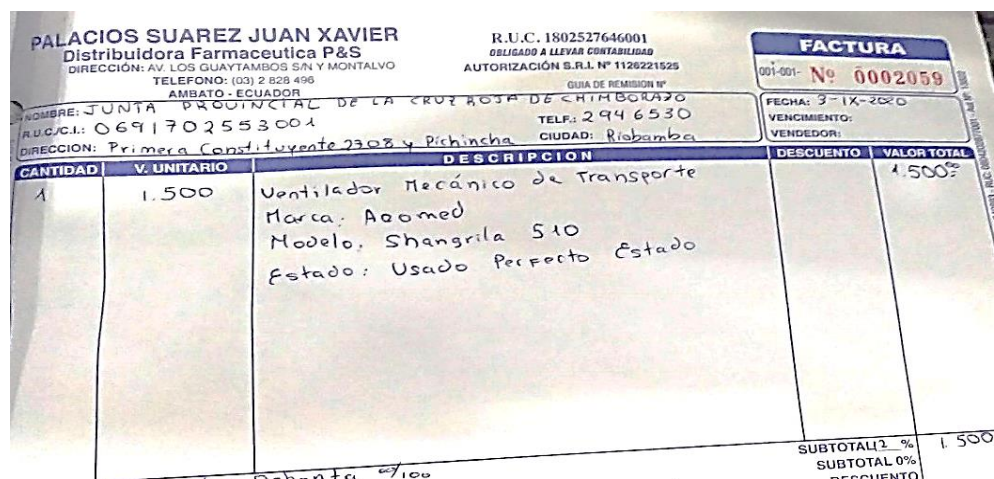 PALACIOS SUAREZ JUAN XAVIER
Distribuidora Farmaceutica P&S
DIRECCIÓN: AV. LOS GUAYTAMBOS S/N Y MONTALVO
TELEFONO: (03) 2 828 496
AMBATO - ECUADOR
R.U.C. 1802527646001
OBLIGADO A LLEVAR CONTABILIDAD
AUTORIZACIÓN S.R.I. Nº 1126221525
GUIA DE REMISION Nº
FACTURA
001-001- Nº 0002059
NOMBRE: JUNTA PROVINCIAL DE LA CRUZ ROJA DE CHIMBORAZO
R.U.C./C.I.: 0691702553001 TELF.: 2946530
DIRECCION: Primera Constituyente 2708 y Pichincha CIUDAD: Riobamba
FECHA: 3-IX-2020
VENCIMIENTO:
VENDEDOR:
CANTIDAD V. UNITARIO DESCRIPCION DESCUENTO VALOR TOTAL
1 1.500 Ventilador Mecánico de Transporte 1.500.
Marca: Aeomed
Modelo: Shangrila 510
Estado: Usado Perfecto Estado
SUBTOTAL 12 % 1.500
SUBTOTAL 0%
DESCUENTO
00/100